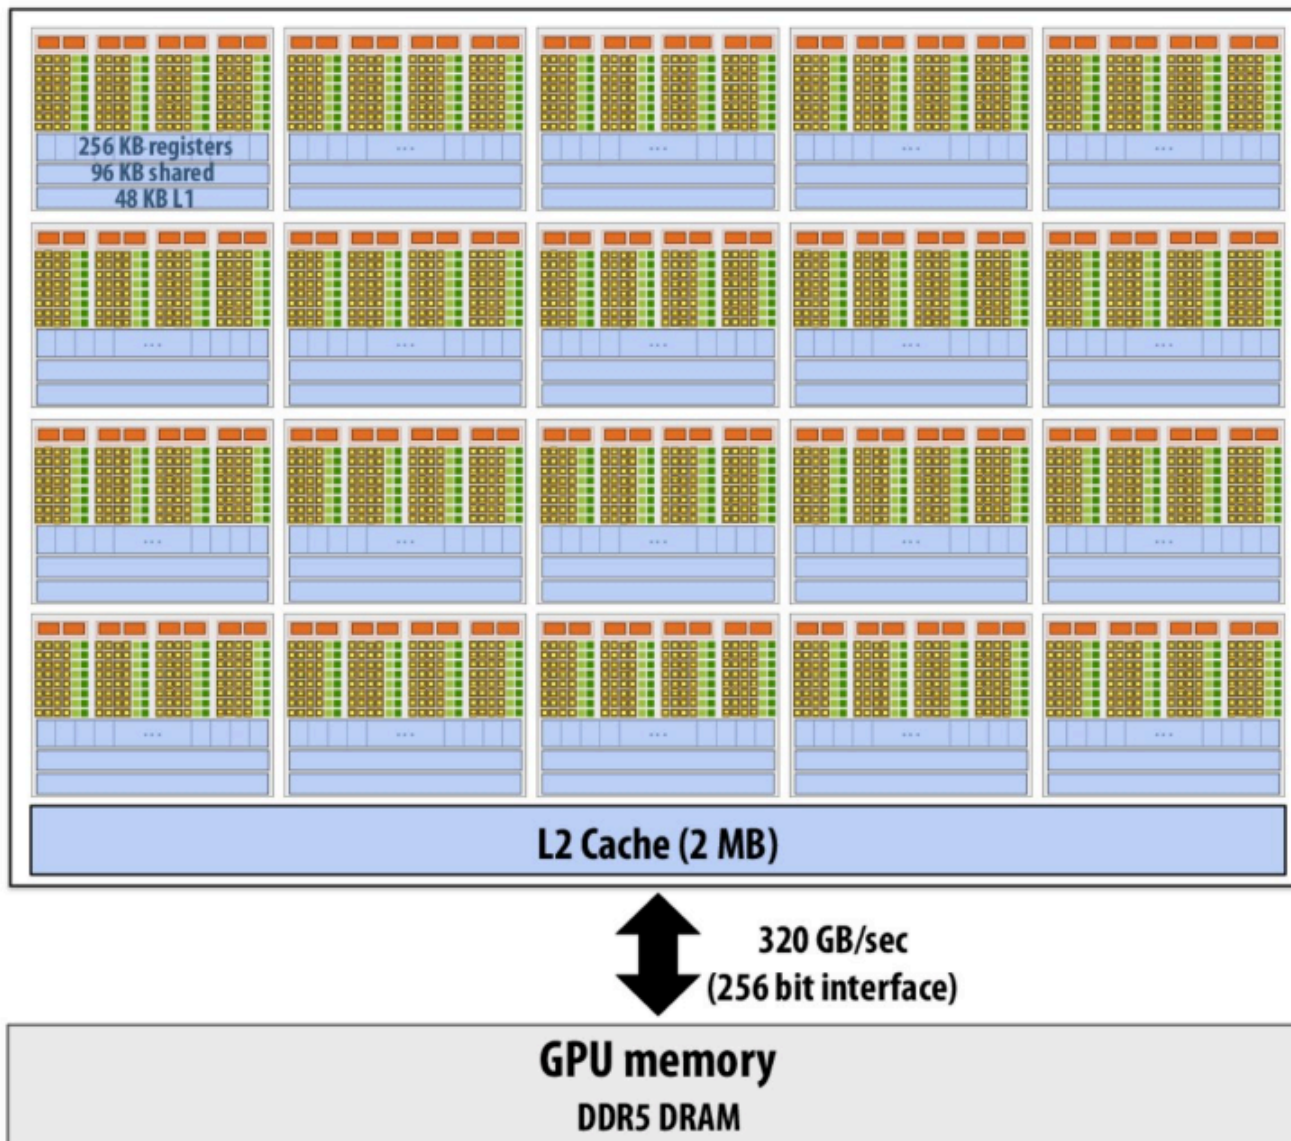 256 KB registers
96 KB shared
48 KB L1
L2 Cache (2 MB)
320 GB/sec
(256 bit interface)
GPU memory
DDR5 DRAM